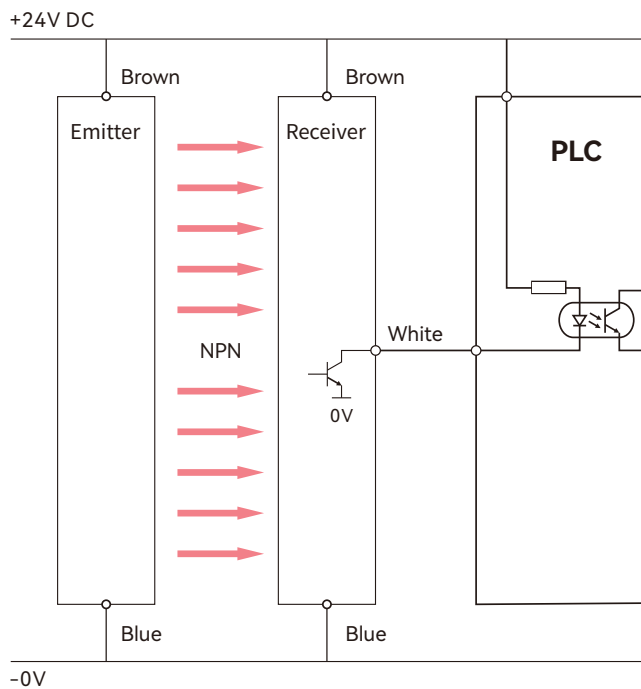 +24V DC
Brown
Brown
Emitter
Receiver
PLC
White
NPN
0V
Blue
Blue
-0V